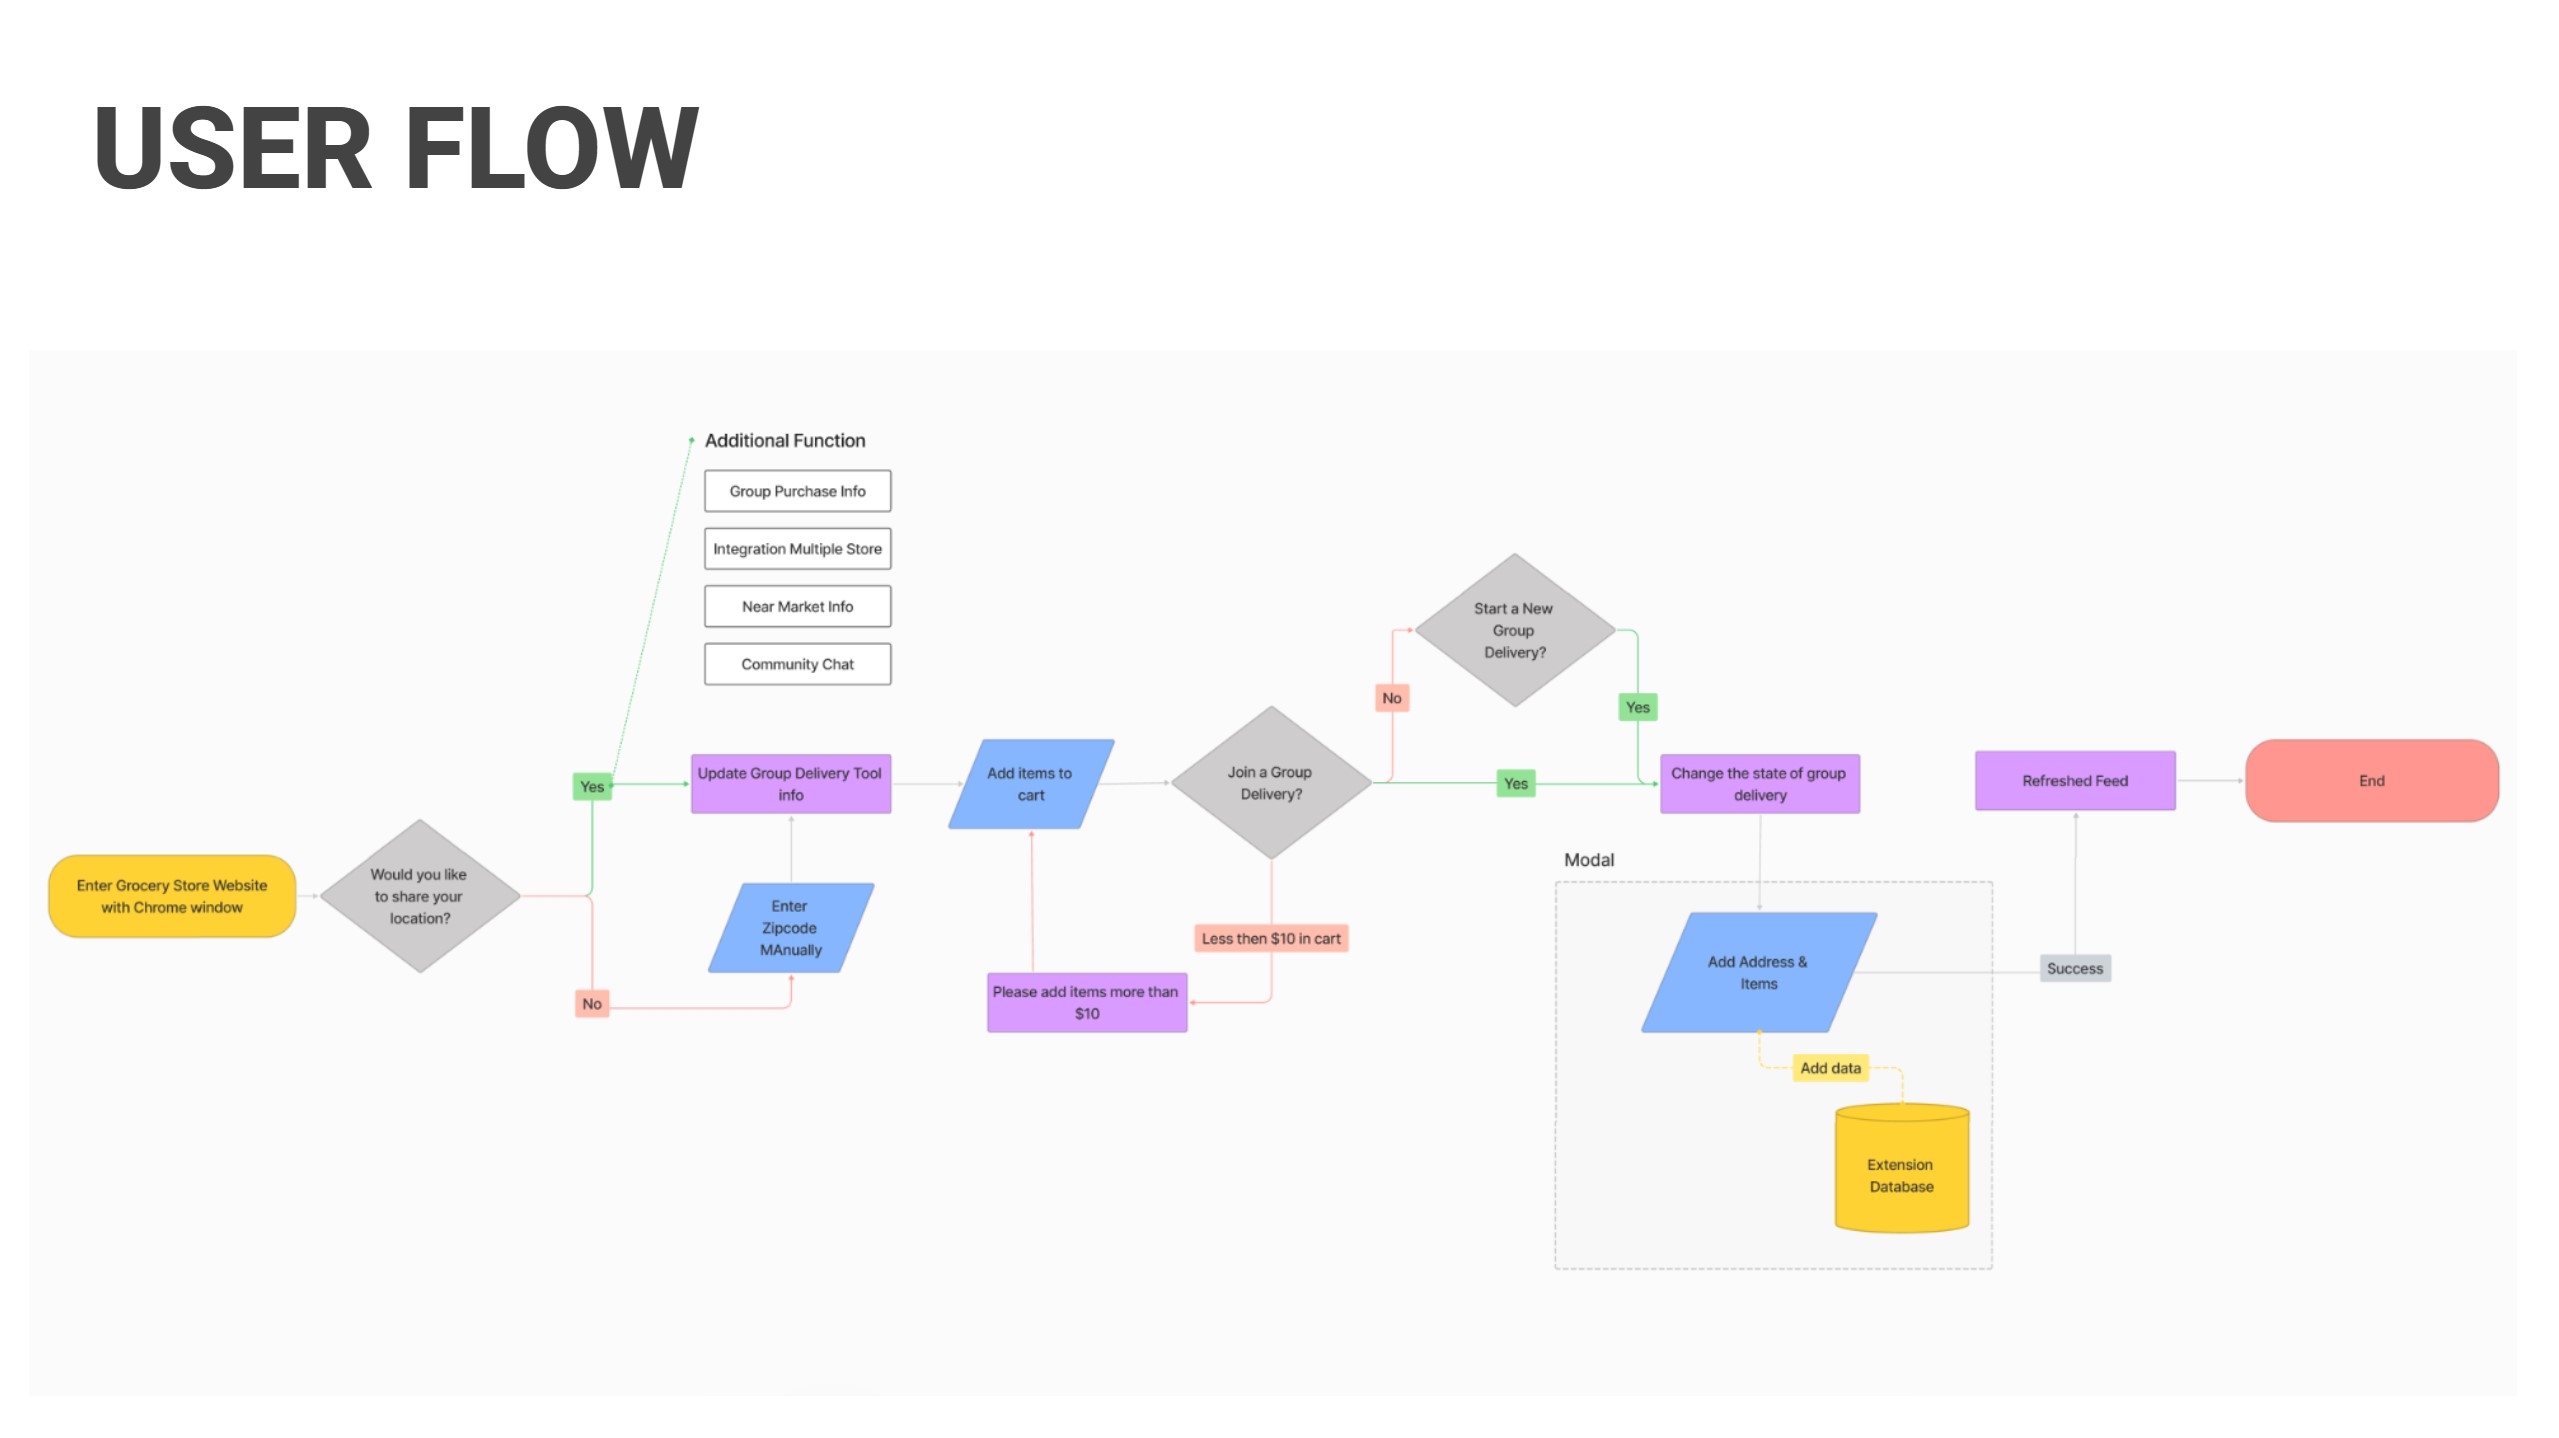 USER FLOW
Additional Function
Group Purchase Info
Integration Multiple Store
Near Market Info
Community Chat
Enter Grocery Store Website
with Chrome window
Would you like
to share your
location?
Yes
No
Update Group Delivery Tool
info
Enter
Zipcode
MAnually
Add items to
cart
Please add items more than
$10
Join a Group
Delivery?
Less then $10 in cart
No
Start a New
Group
Delivery?
Yes
Yes
Change the state of group
delivery
Modal
Add Address &
Items
Add data
Extension
Database
Success
Refreshed Feed
End